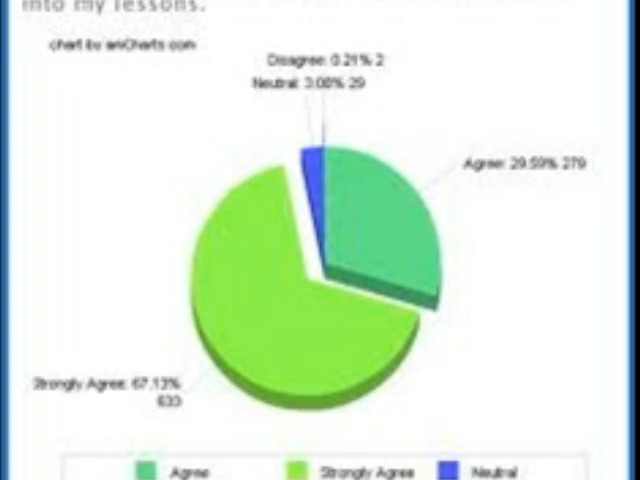 into my lessons.
chart by amCharts.com
Disagree: 0.21% 2
Neutral: 3.08% 29
Agree: 29.59% 279
Strongly Agree: 67.13%
633
Agree Strongly Agree Neutral